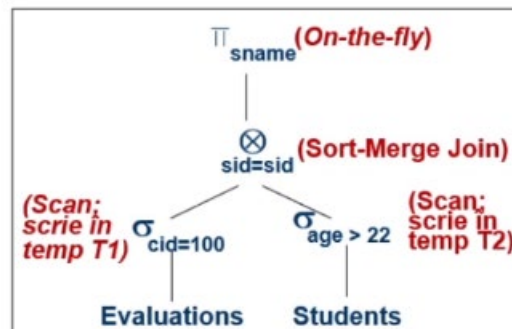 π sname (On-the-fly)
⊗
sid=sid (Sort-Merge Join)
(Scan;
scrie in
temp T1)
σ cid=100
σ age > 22
(Scan;
scrie in
temp T2)
Evaluations Students